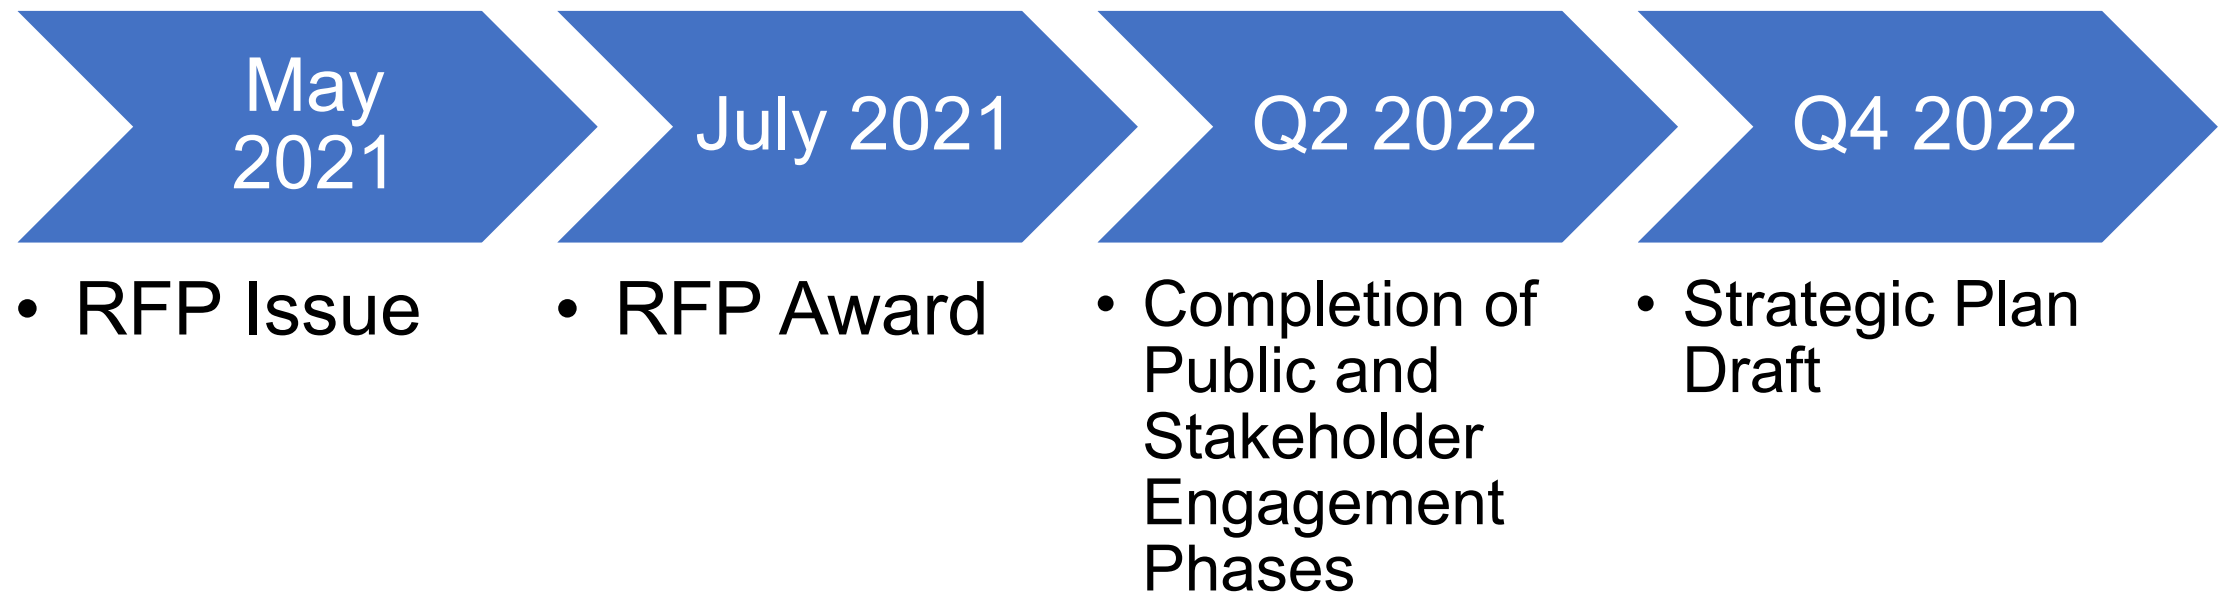 May
2021
• RFP Issue
July 2021
• RFP Award
Q2 2022
• Completion of
Public and
Stakeholder
Engagement
Phases
Q4 2022
• Strategic Plan
Draft